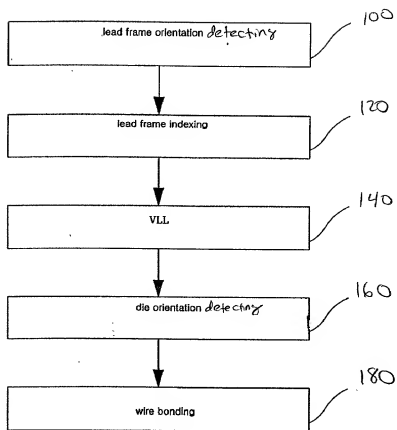 lead frame orientation detecting
100
lead frame indexing
120
VLL
140
die orientation detecting
160
wire bonding
180